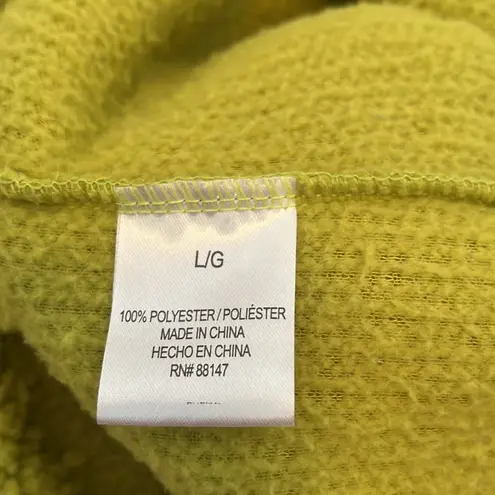 L/G
100% POLYESTER / POLIÉSTER
MADE IN CHINA
HECHO EN CHINA
RN# 88147